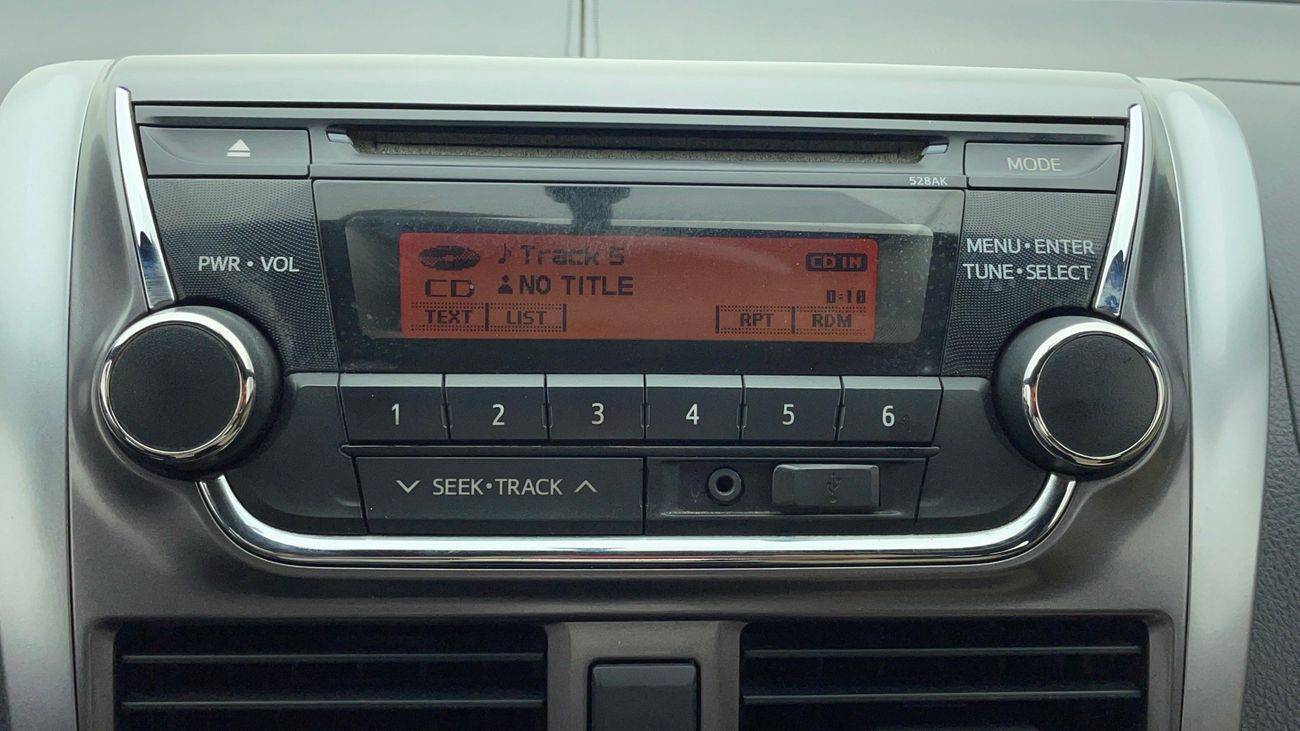 MODE
528AK
PWR • VOL
MENU • ENTER
TUNE • SELECT
♪ Track 5
CD IN
CD
NO TITLE
0:18
TEXT LIST RPT RDM
1 2 3 4 5 6
SEEK • TRACK